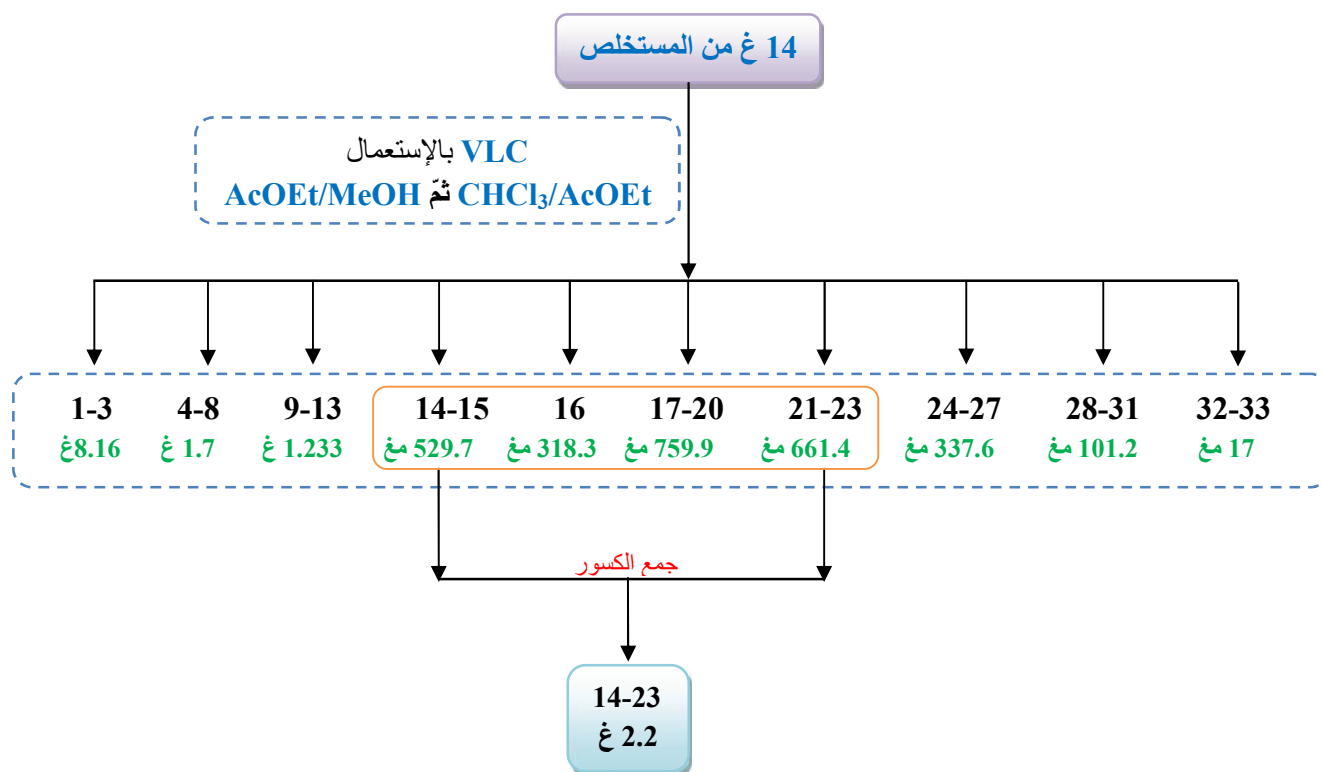 14 غ من المستخلص
بالإستعمال VLC
AcOEt/MeOH ثمّ CHCl₃/AcOEt
1-3 4-8 9-13 14-15 16 17-20 21-23 24-27 28-31 32-33
8.16غ 1.7 غ 1.233 غ 529.7 مغ 318.3 مغ 759.9 مغ 661.4 مغ 337.6 مغ 101.2 مغ 17 مغ
جمع الكسور
14-23
2.2 غ